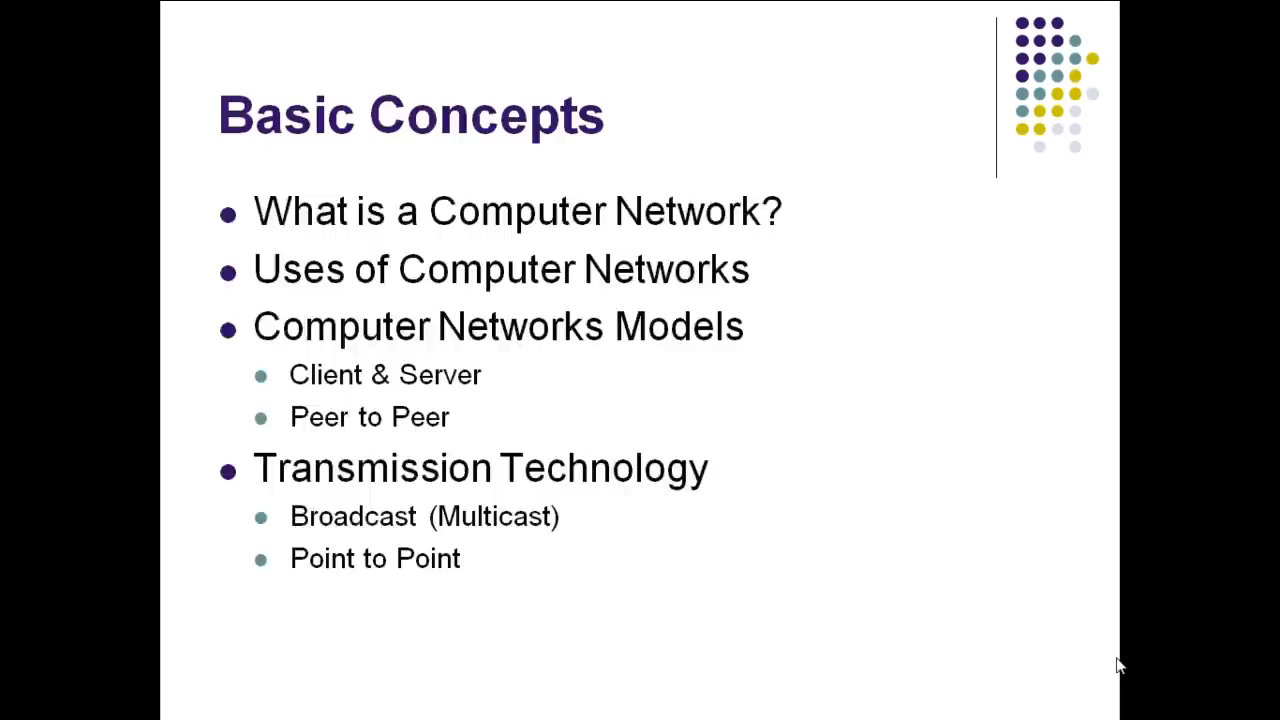 Basic Concepts
What is a Computer Network?
Uses of Computer Networks
Computer Networks Models
Client & Server
Peer to Peer
Transmission Technology
Broadcast (Multicast)
Point to Point